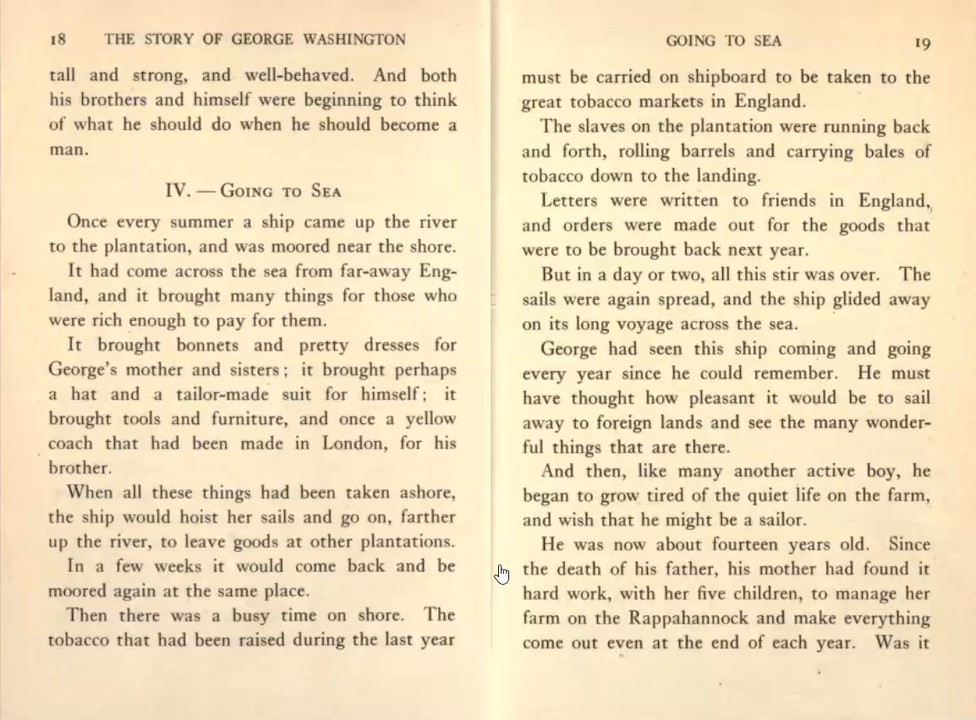 18 THE STORY OF GEORGE WASHINGTON
tall and strong, and well-behaved. And both
his brothers and himself were beginning to think
of what he should do when he should become a
man.
IV. — GOING TO SEA
Once every summer a ship came up the river
to the plantation, and was moored near the shore.
It had come across the sea from far-away Eng-
land, and it brought many things for those who
were rich enough to pay for them.
It brought bonnets and pretty dresses for
George's mother and sisters; it brought perhaps
a hat and a tailor-made suit for himself; it
brought tools and furniture, and once a yellow
coach that had been made in London, for his
brother.
When all these things had been taken ashore,
the ship would hoist her sails and go on, farther
up the river, to leave goods at other plantations.
In a few weeks it would come back and be
moored again at the same place.
Then there was a busy time on shore. The
tobacco that had been raised during the last year
GOING TO SEA 19
must be carried on shipboard to be taken to the
great tobacco markets in England.
The slaves on the plantation were running back
and forth, rolling barrels and carrying bales of
tobacco down to the landing.
Letters were written to friends in England,
and orders were made out for the goods that
were to be brought back next year.
But in a day or two, all this stir was over. The
sails were again spread, and the ship glided away
on its long voyage across the sea.
George had seen this ship coming and going
every year since he could remember. He must
have thought how pleasant it would be to sail
away to foreign lands and see the many wonder-
ful things that are there.
And then, like many another active boy, he
began to grow tired of the quiet life on the farm,
and wish that he might be a sailor.
He was now about fourteen years old. Since
the death of his father, his mother had found it
hard work, with her five children, to manage her
farm on the Rappahannock and make everything
come out even at the end of each year. Was it